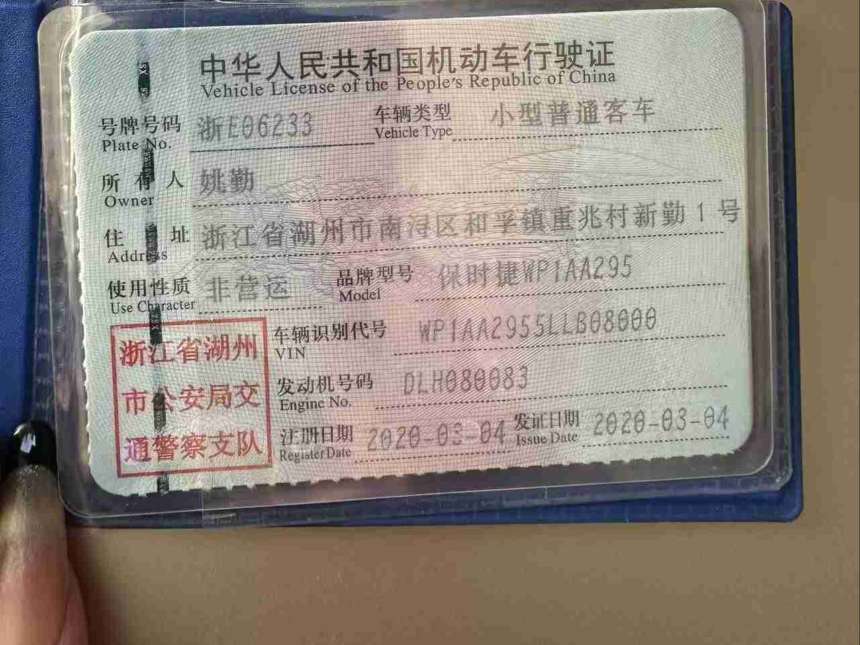 中华人民共和国机动车行驶证
Vehicle License of the People's Republic of China
号牌号码 浙E06233 车辆类型 小型普通客车
Plate No. Vehicle Type
所有人 姚勤
Owner
住址 浙江省湖州市南浔区和孚镇重兆村新勤1号
Address
使用性质 非营运 品牌型号 保时捷WP1AA295
Use Character Model
浙江省湖州
市公安局交
通警察支队
车辆识别代号 WP1AA2955LLB08000
VIN
发动机号码 DLH080083
Engine No.
注册日期 2020-03-04 发证日期 2020-03-04
Register Date Issue Date